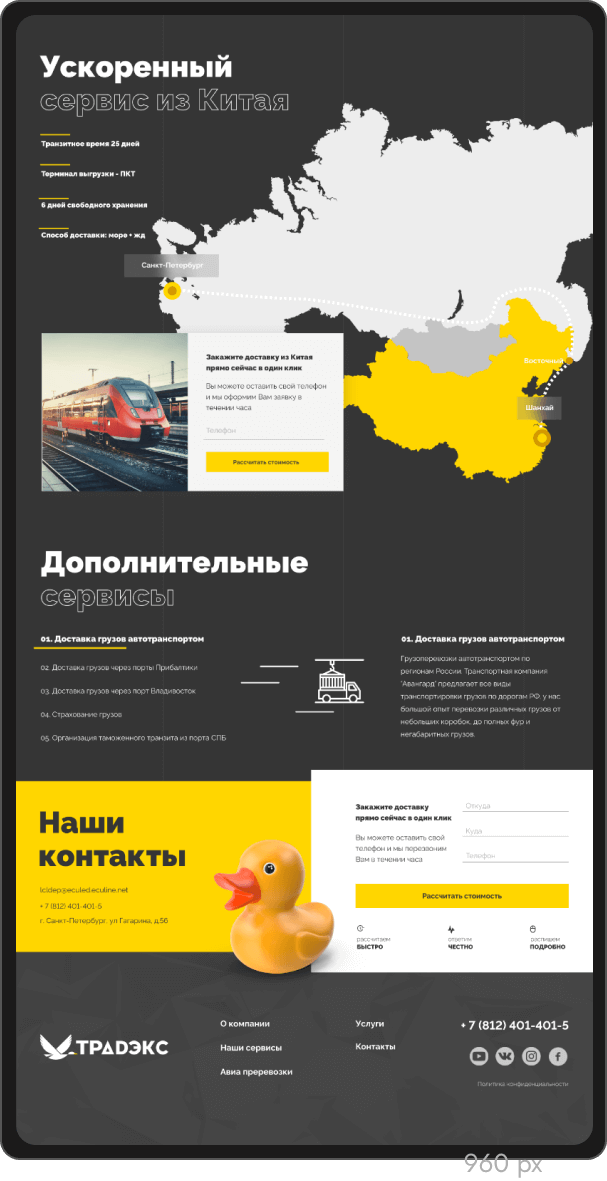 Ускоренный
сервис из Китая
Транзитное время 25 дней
Терминал выгрузки - ПКТ
6 дней свободного хранения
Способ доставки: море + жд
Санкт-Петербург
Восточный
Шанхай
Закажите доставку из Китая
прямо сейчас в один клик
Вы можете оставить свой телефон
и мы оформим Вам заявку в
течении часа
Телефон
Рассчитать стоимость
Дополнительные
сервисы
01. Доставка грузов автотранспортом
02. Доставка грузов через порты Прибалтики
03. Доставка грузов через порт Владивосток
04. Страхование грузов
05. Организация таможенного транзита из порта СПБ
01. Доставка грузов автотранспортом
Грузоперевозки автотранспортом по
регионам России. Транспортная компания
"Авангард" предлагает все виды
транспортировки грузов по дорогам РФ: у нас
большой опыт перевозки различных грузов от
небольших коробок, до полных фур и
негабаритных грузов.
Наши
контакты
lcldep@eculed.eculine.net
+ 7 (812) 401-401-5
г. Санкт-Петербург, ул Гагарина, д.56
Закажите доставку
прямо сейчас в один клик
Вы можете оставить свой
телефон и мы перезвоним
Вам в течении часа
Откуда
Куда
Телефон
Рассчитать стоимость
рассчитаем
БЫСТРО
ответим
ЧЕСТНО
распишем
ПОДРОБНО
ТРАДЭКС
О компании
Наши сервисы
Авиа преревозки
Услуги
Контакты
+ 7 (812) 401-401-5
Политика конфиденциальности
960 px